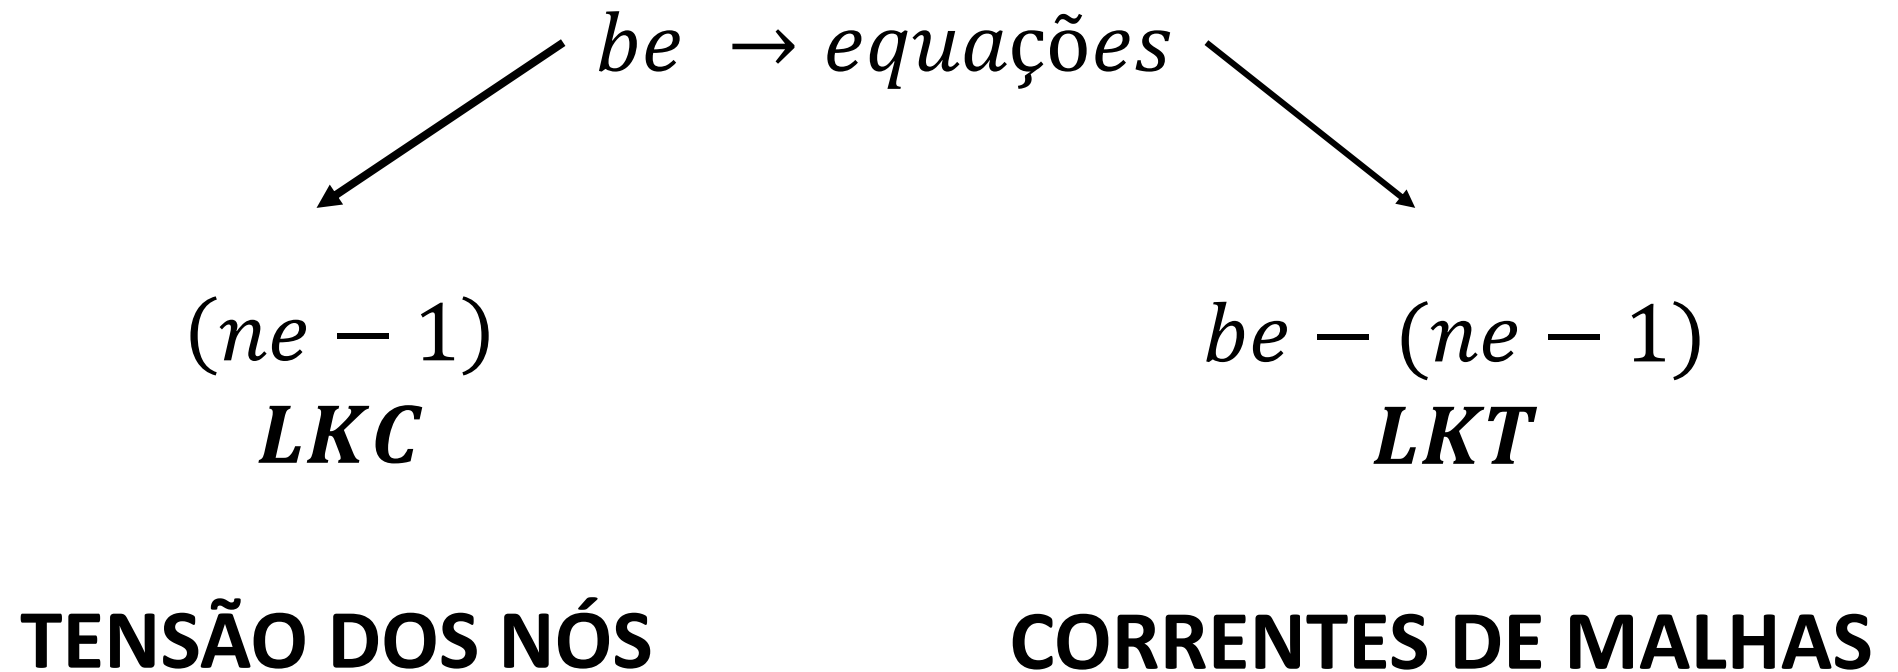 be → equações
(ne − 1)
LKC
TENSÃO DOS NÓS
be − (ne − 1)
LKT
CORRENTES DE MALHAS